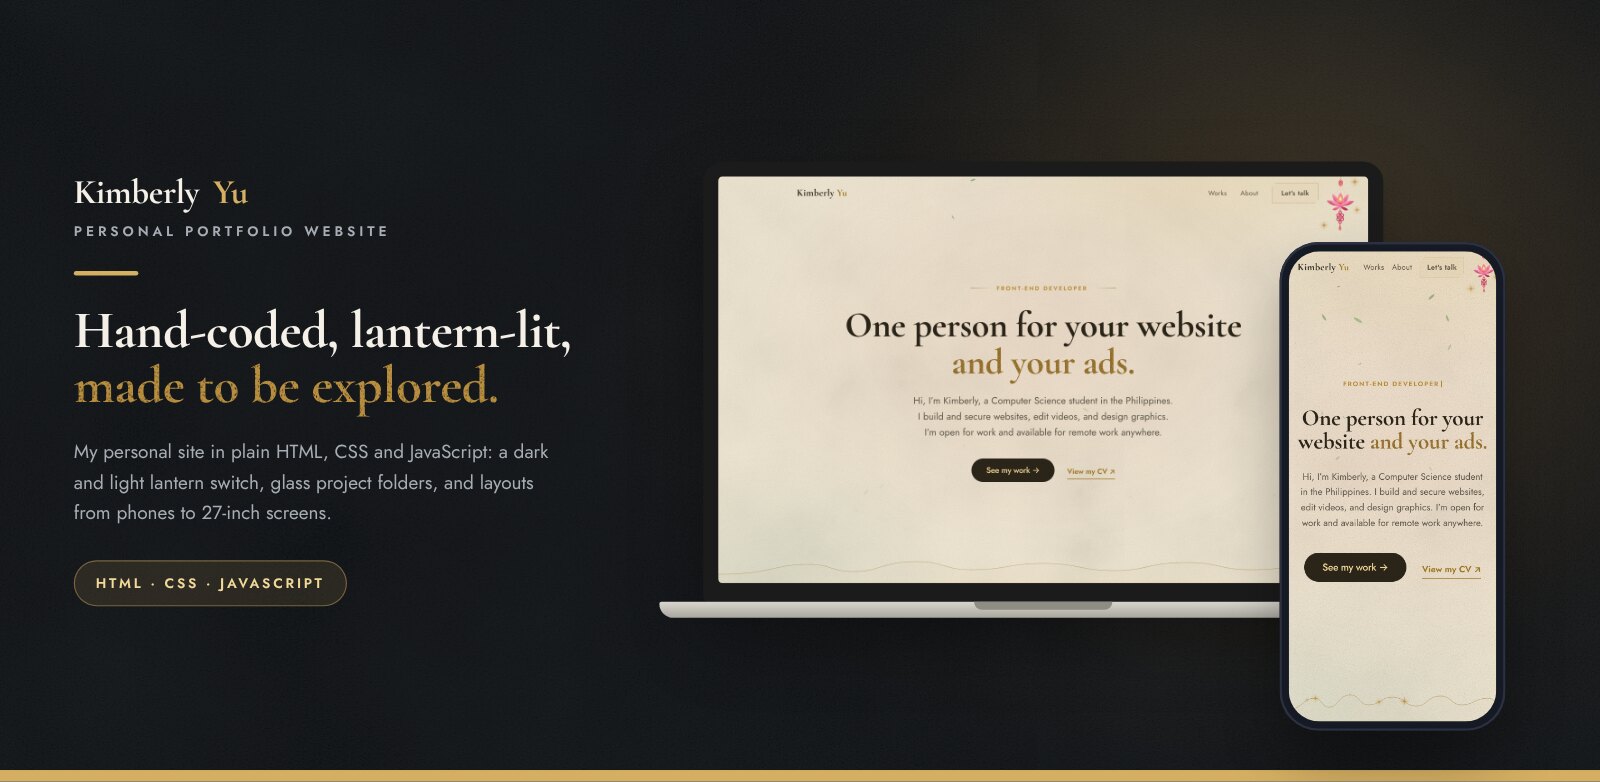 Kimberly Yu
PERSONAL PORTFOLIO WEBSITE
Hand-coded, lantern-lit,
made to be explored.
My personal site in plain HTML, CSS and JavaScript: a dark
and light lantern switch, glass project folders, and layouts
from phones to 27-inch screens.
HTML · CSS · JAVASCRIPT
Kimberly Yu
Works About Let's talk
FRONT-END DEVELOPER
One person for your website
and your ads.
Hi, I'm Kimberly, a Computer Science student in the Philippines.
I build and secure websites, edit videos, and design graphics.
I'm open for work and available for remote work anywhere.
See my work → View my CV ↗
Kimberly Yu Works About Let's talk
FRONT-END DEVELOPER|
One person for your
website and your ads.
Hi, I'm Kimberly, a Computer Science student
in the Philippines. I build and secure websites,
edit videos, and design graphics. I'm open for
work and available for remote work anywhere.
See my work → View my CV ↗